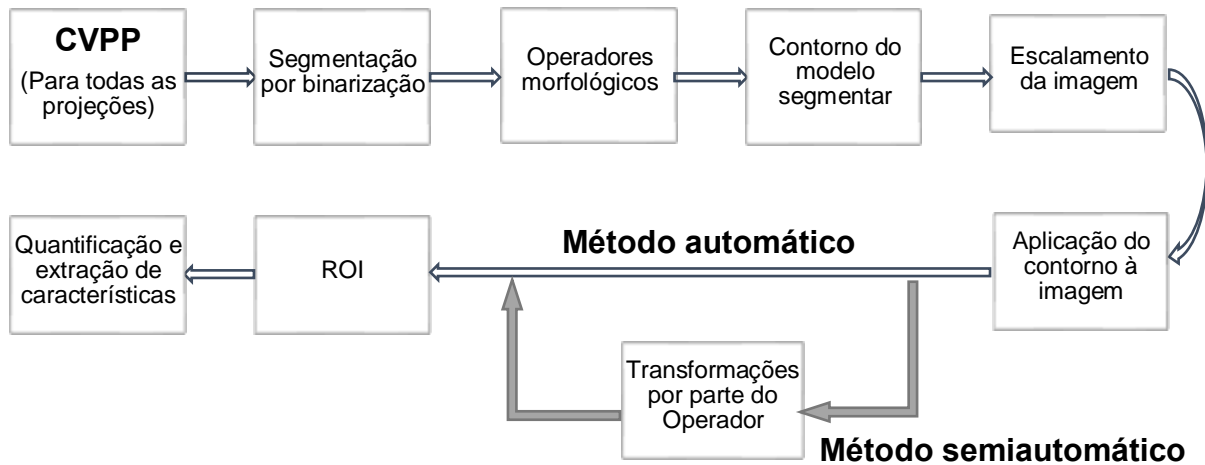 CVPP
(Para todas as
projeções)
Segmentação
por binarização
Operadores
morfológicos
Contorno do
modelo
segmentar
Escalamento
da imagem
Aplicação do
contorno à
imagem
Método automático
ROI
Quantificação e
extração de
características
Transformações
por parte do
Operador
Método semiautomático